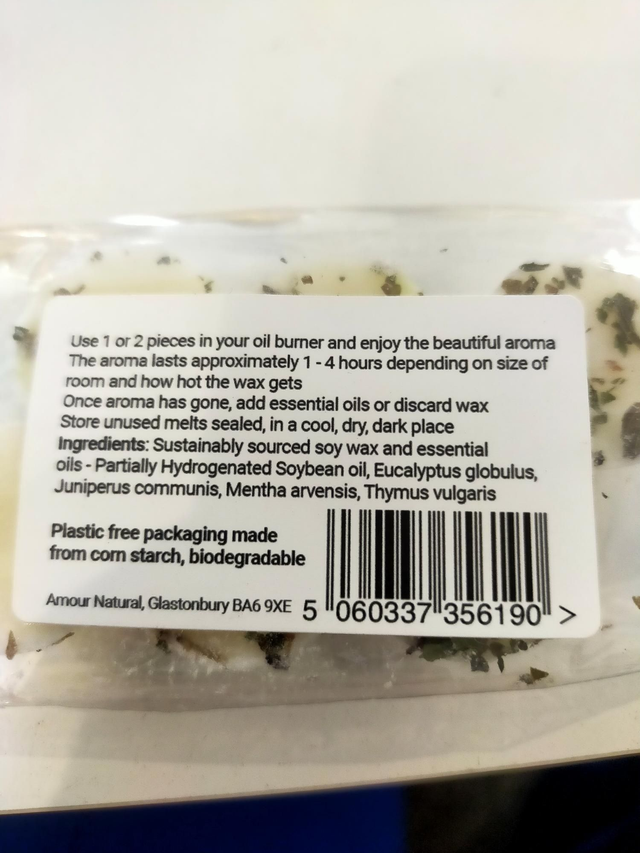 Use 1 or 2 pieces in your oil burner and enjoy the beautiful aroma
The aroma lasts approximately 1 - 4 hours depending on size of
room and how hot the wax gets
Once aroma has gone, add essential oils or discard wax
Store unused melts sealed, in a cool, dry, dark place
Ingredients: Sustainably sourced soy wax and essential
oils - Partially Hydrogenated Soybean oil, Eucalyptus globulus,
Juniperus communis, Mentha arvensis, Thymus vulgaris
Plastic free packaging made
from corn starch, biodegradable
Amour Natural, Glastonbury BA6 9XE
5 060337 356190 >